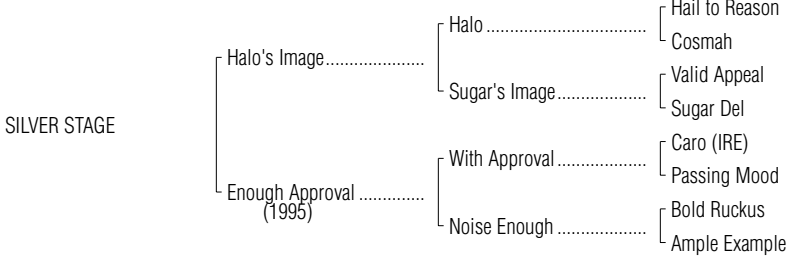 Hail to Reason
Halo ................................
Cosmah
Halo's Image....................
Valid Appeal
Sugar's Image..................
Sugar Del
SILVER STAGE
Caro (IRE)
With Approval ..................
Passing Mood
Enough Approval ..............
(1995)
Bold Ruckus
Noise Enough ..................
Ample Example